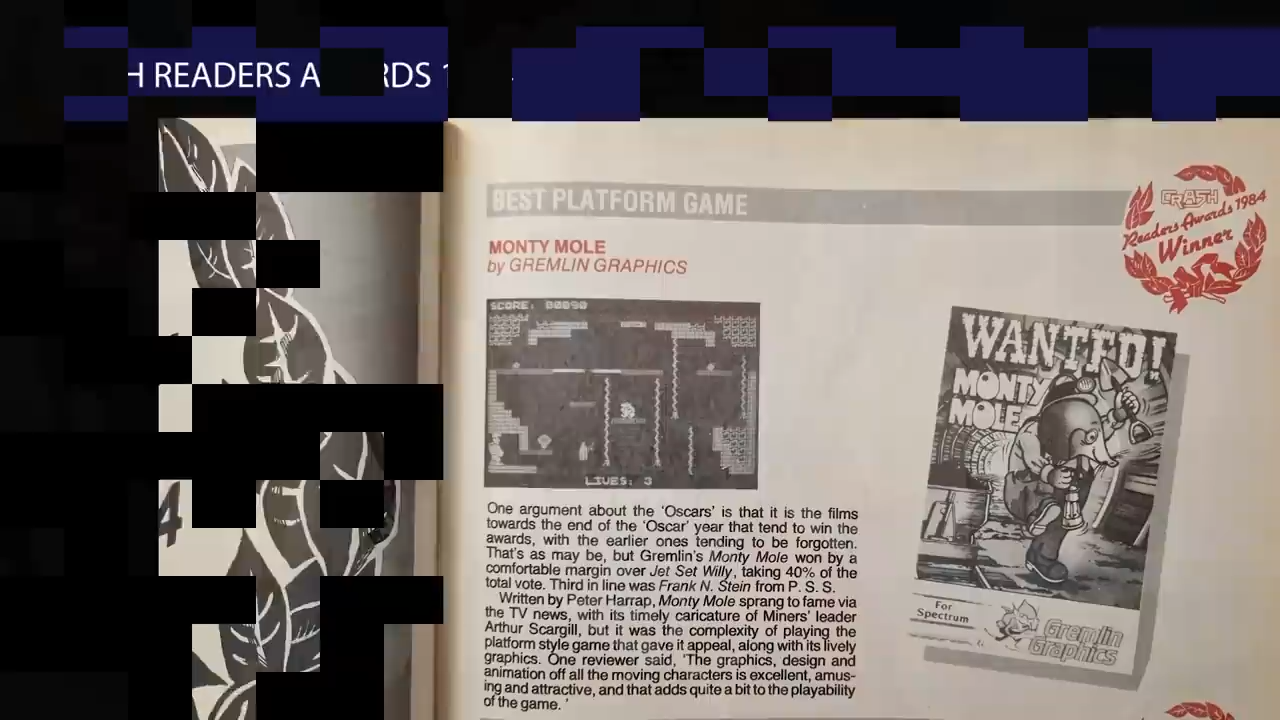 H READERS A RDS 1
BEST PLATFORM GAME
CRASH
Readers Awards 1984
Winner
MONTY MOLE
by GREMLIN GRAPHICS
SCORE: 00090
LIVES: 3
WANTED!
MONTY
MOLE
For
Spectrum
Gremlin
Graphics
4
One argument about the 'Oscars' is that it is the films
towards the end of the 'Oscar' year that tend to win the
awards, with the earlier ones tending to be forgotten.
That's as may be, but Gremlin's Monty Mole won by a
comfortable margin over Jet Set Willy, taking 40% of the
total vote. Third in line was Frank N. Stein from P. S. S.
Written by Peter Harrap, Monty Mole sprang to fame via
the TV news, with its timely caricature of Miners' leader
Arthur Scargill, but it was the complexity of playing the
platform style game that gave it appeal, along with its lively
graphics. One reviewer said, 'The graphics, design and
animation off all the moving characters is excellent, amus-
ing and attractive, and that adds quite a bit to the playability
of the game. '